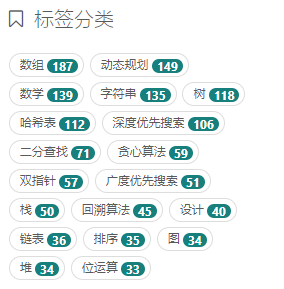 标签分类
数组 187 动态规划 149
数学 139 字符串 135 树 118
哈希表 112 深度优先搜索 106
二分查找 71 贪心算法 59
双指针 57 广度优先搜索 51
栈 50 回溯算法 45 设计 40
链表 36 排序 35 图 34
堆 34 位运算 33